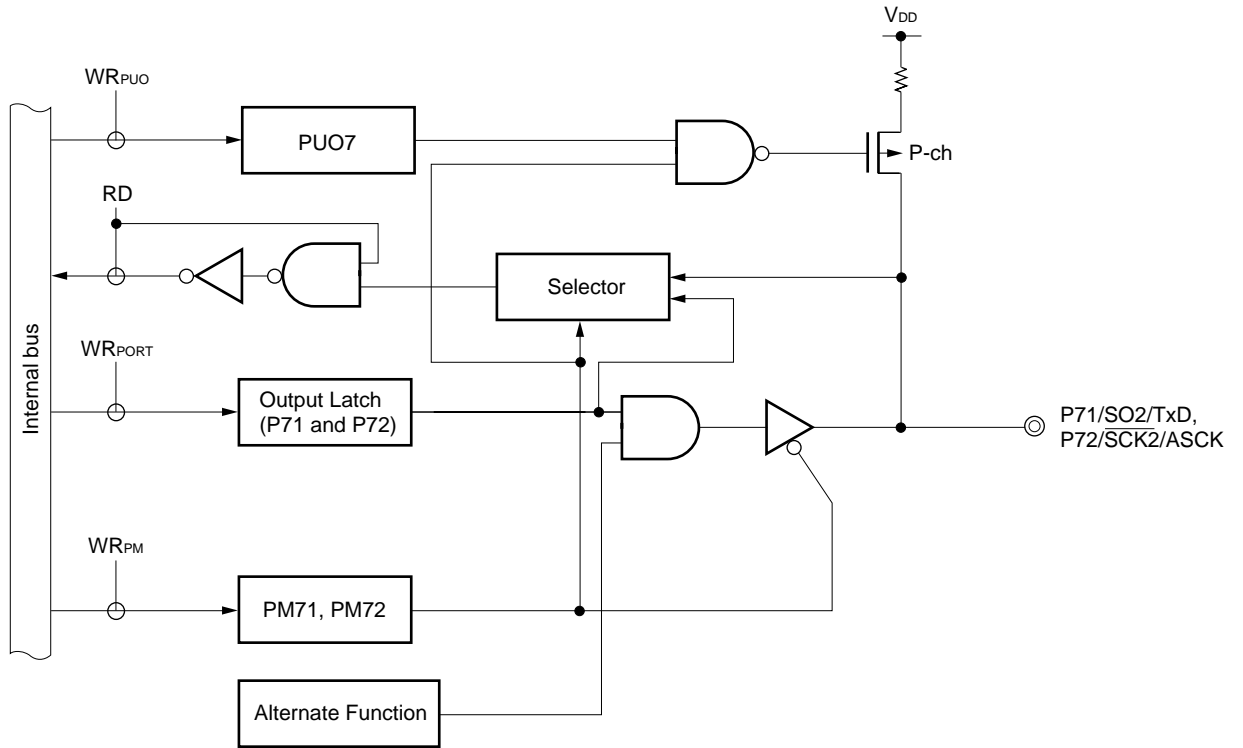 VDD
WRPUO
PUO7
P-ch
RD
Selector
Internal bus
WRPORT
Output Latch
(P71 and P72)
P71/SO2/TxD,
P72/SCK2/ASCK
WRPM
PM71, PM72
Alternate Function